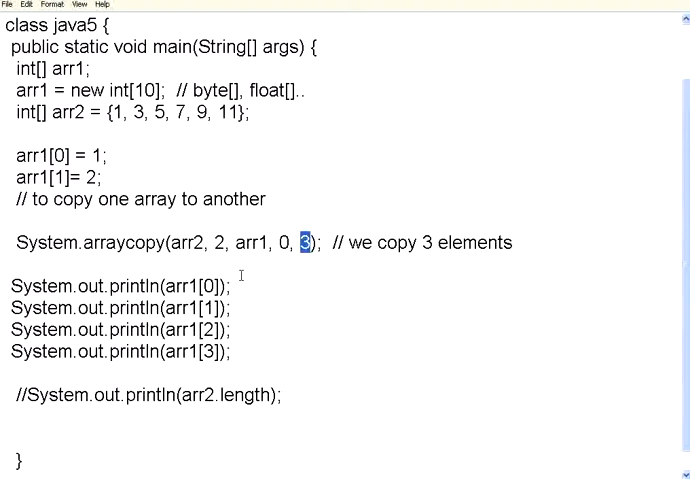 File Edit Format View Help
class java5 {
public static void main(String[] args) {
int[] arr1;
arr1 = new int[10]; // byte[], float[]..
int[] arr2 = {1, 3, 5, 7, 9, 11};
arr1[0] = 1;
arr1[1]= 2;
// to copy one array to another
System.arraycopy(arr2, 2, arr1, 0, 3); // we copy 3 elements
System.out.println(arr1[0]);
System.out.println(arr1[1]);
System.out.println(arr1[2]);
System.out.println(arr1[3]);
//System.out.println(arr2.length);
}